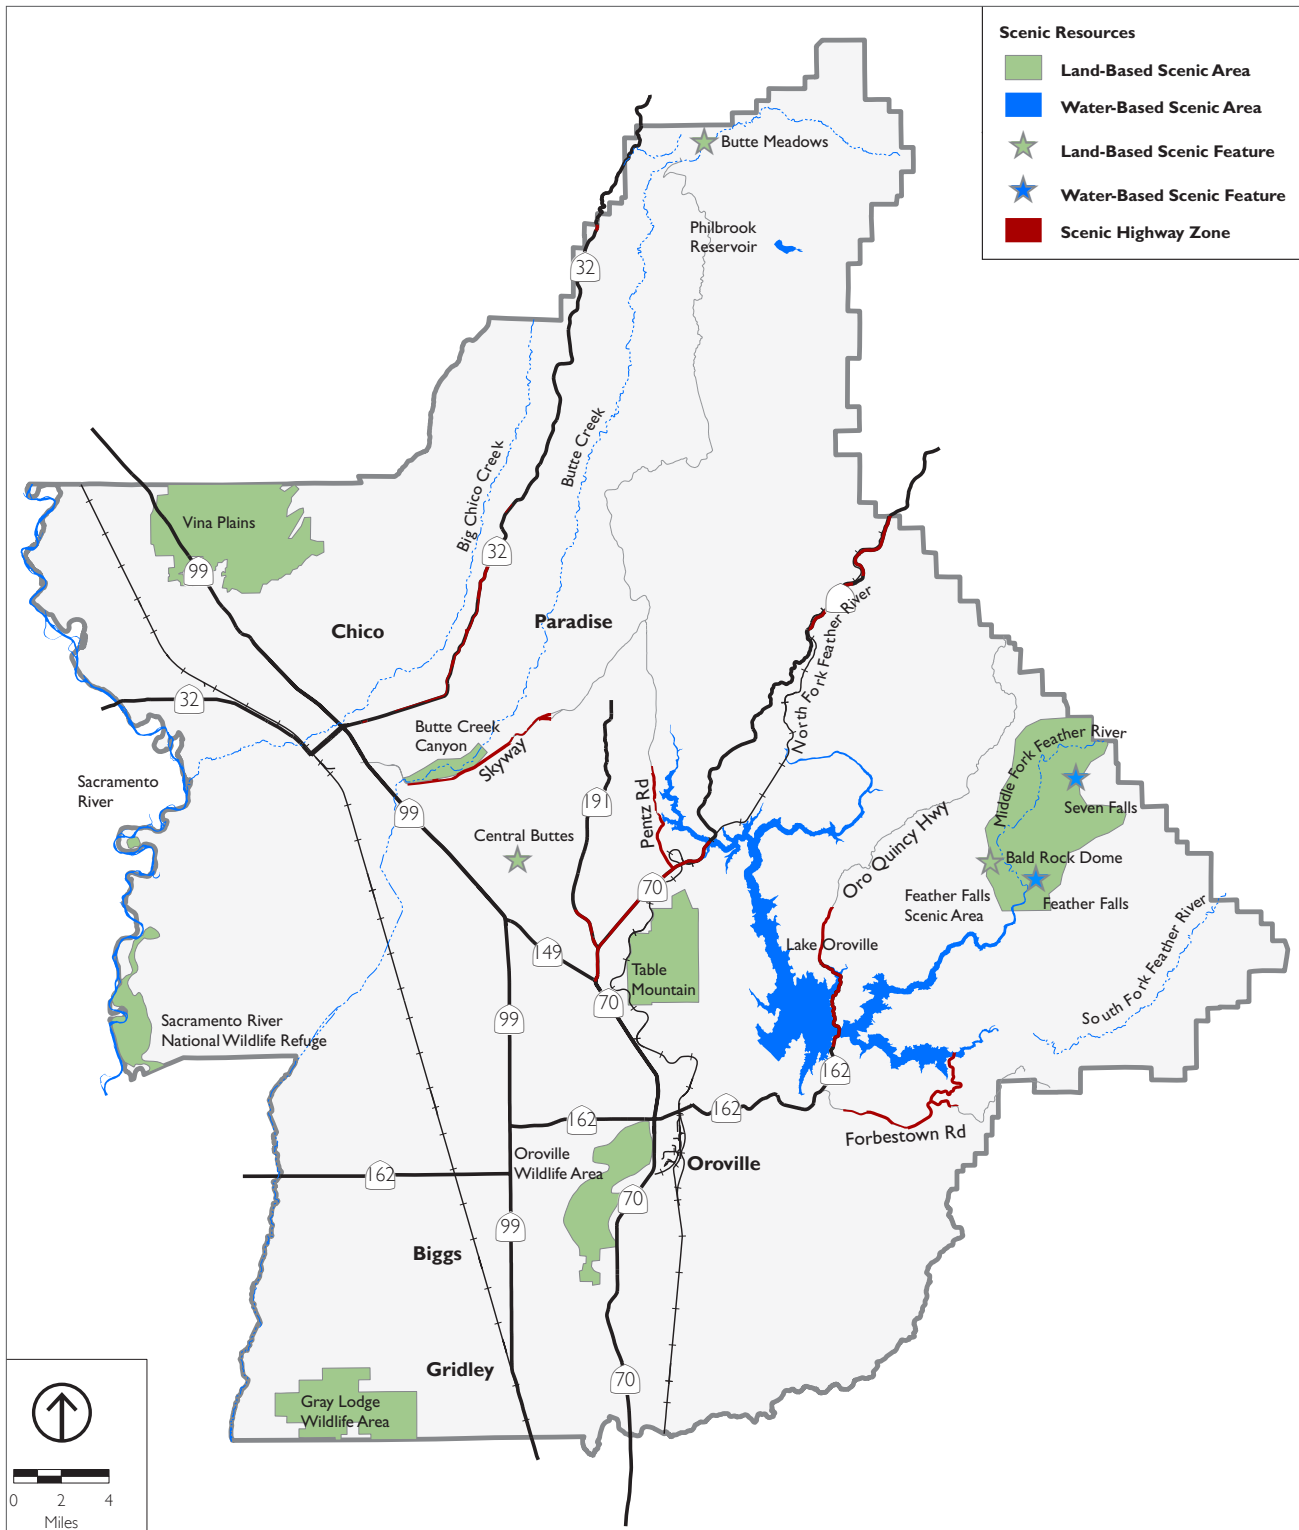 Scenic Resources
Land-Based Scenic Area
Water-Based Scenic Area
Land-Based Scenic Feature
Water-Based Scenic Feature
Scenic Highway Zone
Butte Meadows
Philbrook
Reservoir
32
Big Chico Creek
Butte Creek
Vina Plains
32
99
Chico
Paradise
North Fork Feather River
32
Butte Creek
Canyon
Skyway
Middle Fork Feather River
Sacramento
River
Seven Falls
191
Pentz Rd
99
Central Buttes
Oro Quincy Hwy
Bald Rock Dome
70
Feather Falls
Scenic Area
Feather Falls
149
Lake Oroville
South Fork Feather River
Table
Mountain
70
99
Sacramento River
National Wildlife Refuge
162
162
162
Forbestown Rd
Oroville
Wildlife Area
Oroville
162
70
99
Biggs
Gridley
70
Gray Lodge
Wildlife Area
0 2 4
Miles